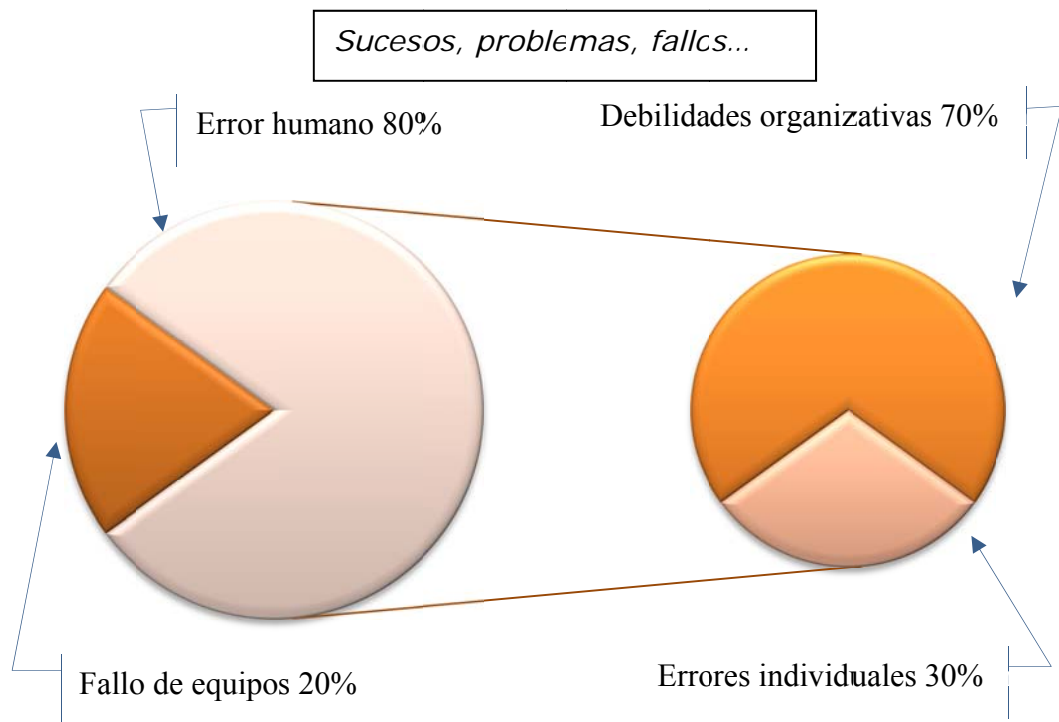 Sucesos, problemas, fallos...
Error humano 80%
Debilidades organizativas 70%
Fallo de equipos 20%
Errores individuales 30%